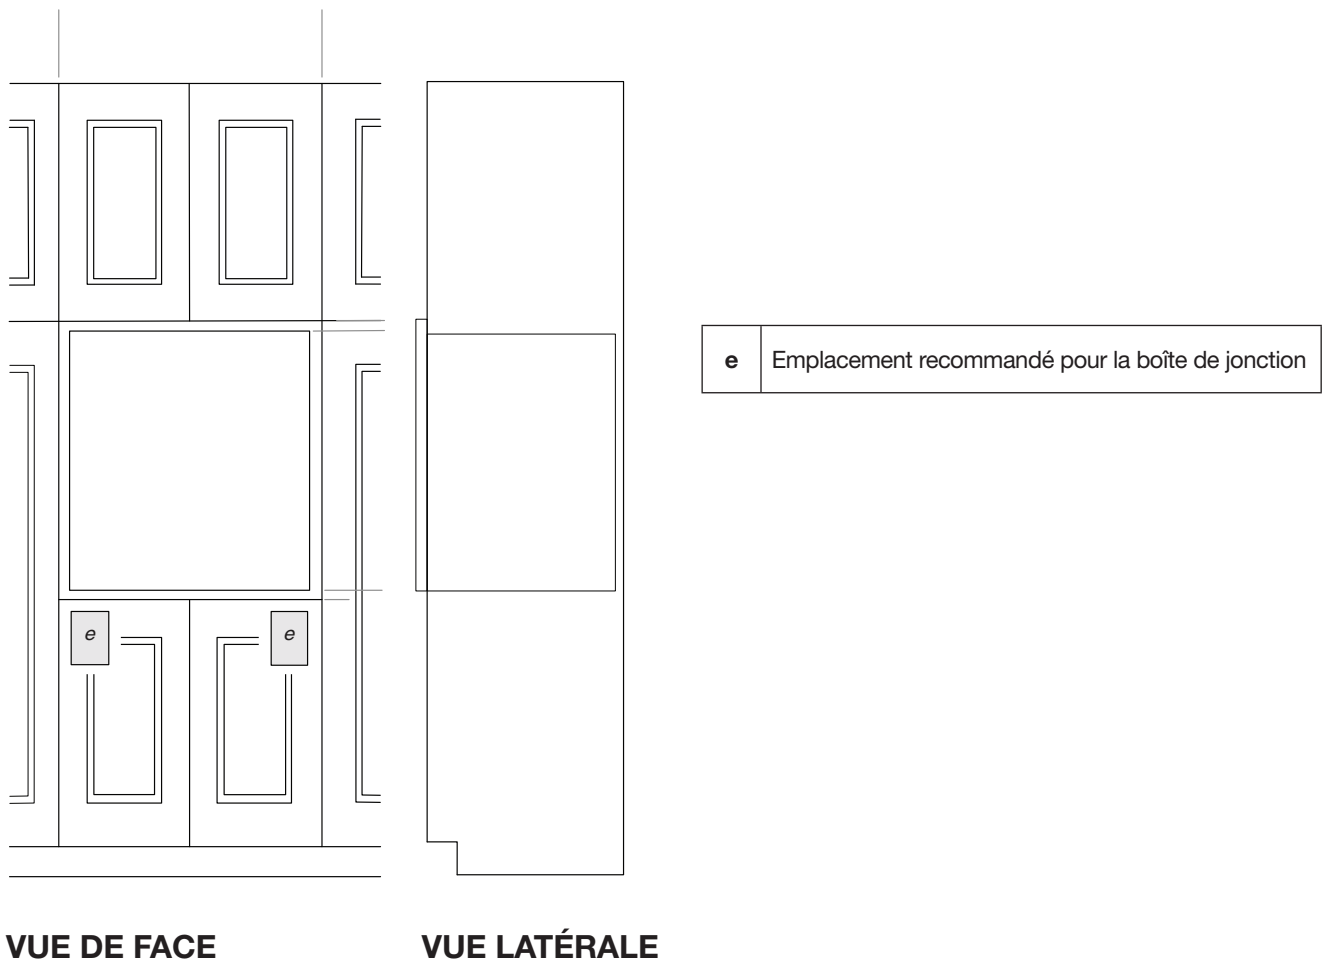 e Emplacement recommandé pour la boîte de jonction
e e
VUE DE FACE VUE LATÉRALE